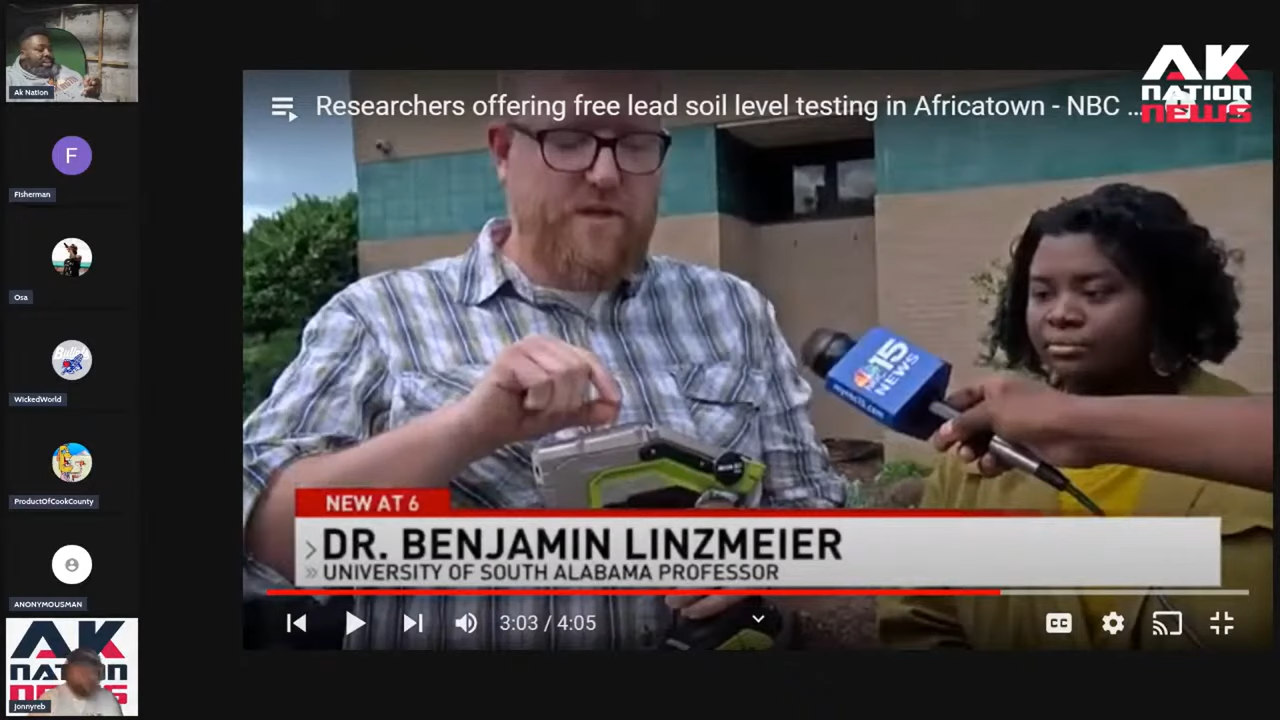 Ak Nation
F
Fisherman
Osa
Bulls
WickedWorld
ProductOfCookCounty
ANONYMOUSMAN
AK
NATION
NEWS
Jonnyreb
Researchers offering free lead soil level testing in Africatown - NBC ...
AK
NATION
NEWS
15
NEWS
NEW AT 6
DR. BENJAMIN LINZMEIER
UNIVERSITY OF SOUTH ALABAMA PROFESSOR
3:03 / 4:05
CC